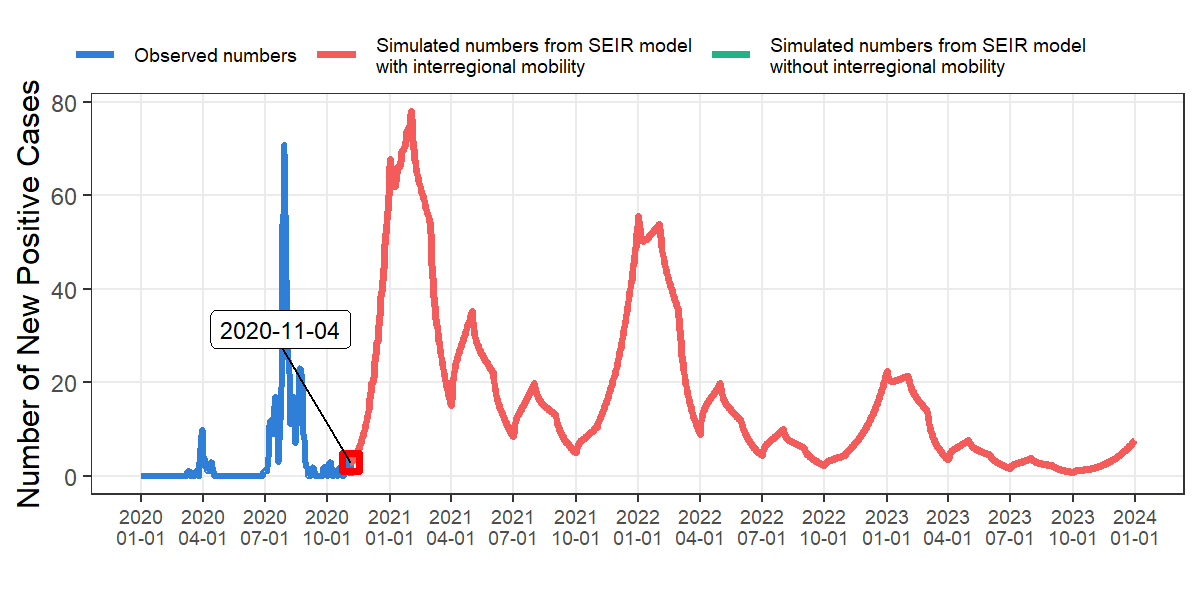 Observed numbers
Simulated numbers from SEIR model
with interregional mobility
Simulated numbers from SEIR model
without interregional mobility
Number of New Positive Cases
80
60
40
20
0
2020-11-04
2020 2020 2020 2020 2021 2021 2021 2021 2022 2022 2022 2022 2023 2023 2023 2023 2024
01-01 04-01 07-01 10-01 01-01 04-01 07-01 10-01 01-01 04-01 07-01 10-01 01-01 04-01 07-01 10-01 01-01